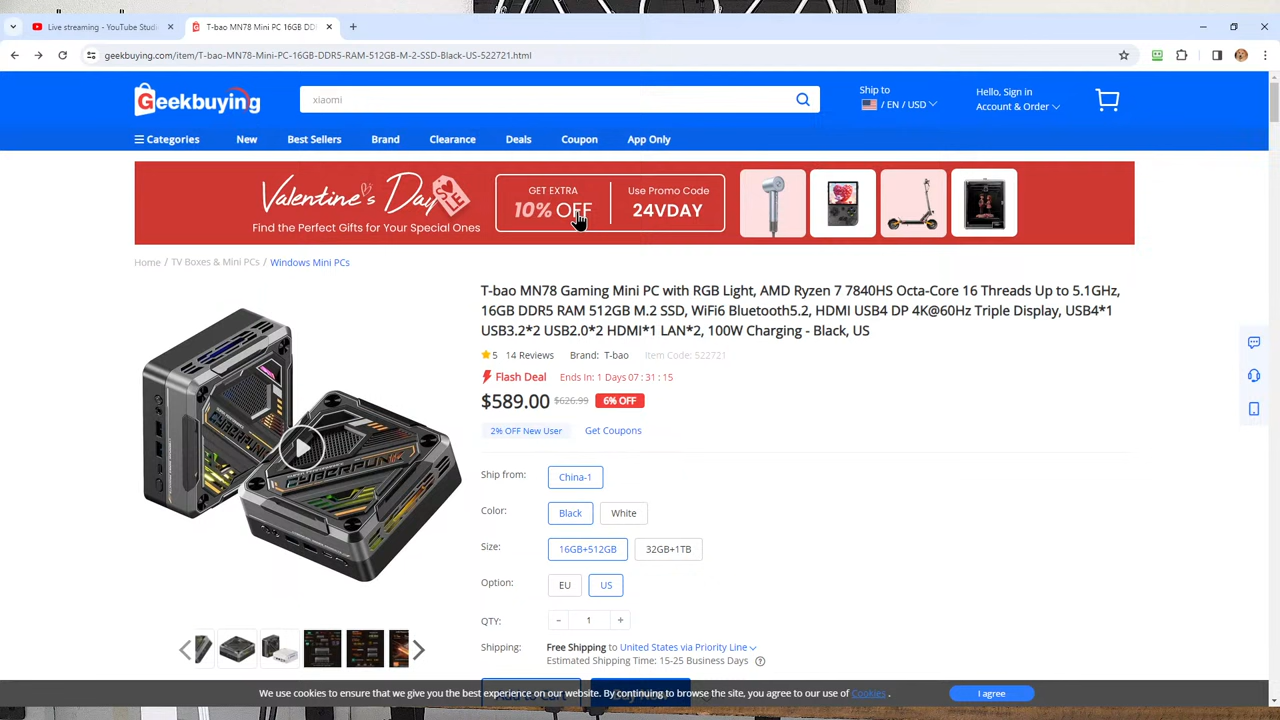 Live streaming - YouTube Studi
T-bao MN78 Mini PC 16GB DD
geekbuying.com/item/T-bao-MN78-Mini-PC-16GB-DDR5-RAM-512GB-M-2-SSD-Black-US-522721.html
Geekbuying
xiaomi
Ship to
/ EN / USD
Hello, Sign in
Account & Order
Categories New Best Sellers Brand Clearance Deals Coupon App Only
Valentine's Day SALE
Find the Perfect Gifts for Your Special Ones
GET EXTRA
10% OFF
Use Promo Code
24VDAY
Home / TV Boxes & Mini PCs / Windows Mini PCs
T-bao MN78 Gaming Mini PC with RGB Light, AMD Ryzen 7 7840HS Octa-Core 16 Threads Up to 5.1GHz,
16GB DDR5 RAM 512GB M.2 SSD, WiFi6 Bluetooth5.2, HDMI USB4 DP 4K@60Hz Triple Display, USB4*1
USB3.2*2 USB2.0*2 HDMI*1 LAN*2, 100W Charging - Black, US
5 14 Reviews Brand: T-bao Item Code: 522721
Flash Deal Ends In: 1 Days 07 : 31 : 15
$589.00 $626.99 6% OFF
2% OFF New User Get Coupons
Ship from: China-1
Color: Black White
Size: 16GB+512GB 32GB+1TB
Option: EU US
QTY: - 1 +
Shipping: Free Shipping to United States via Priority Line
Estimated Shipping Time: 15-25 Business Days
CYBERPUNK
CYBERPUNK
We use cookies to ensure that we give you the best experience on our website. By continuing to browse the site, you agree to our use of Cookies . I agree